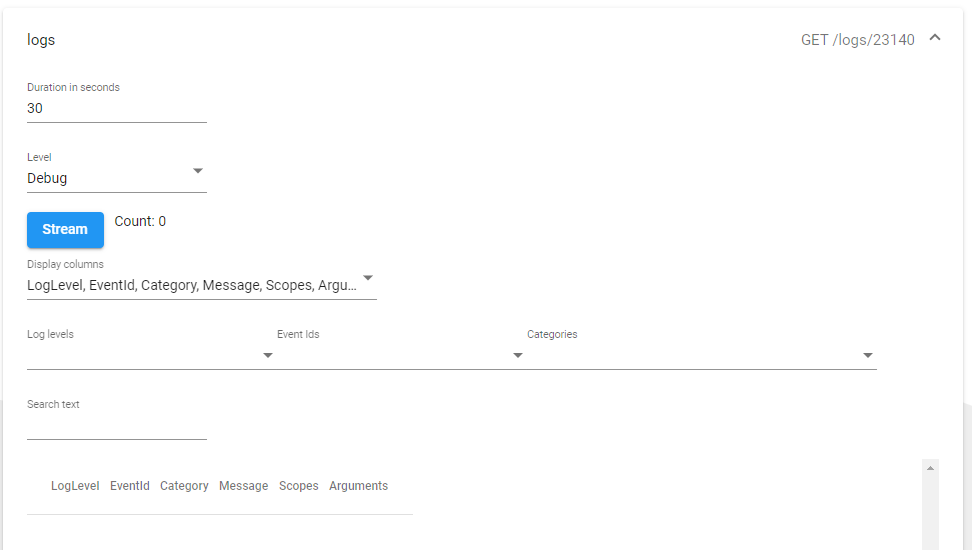 logs
GET /logs/23140
Duration in seconds
30
Level
Debug
Stream
Count: 0
Display columns
LogLevel, EventId, Category, Message, Scopes, Argu...
Log levels
Event Ids
Categories
Search text
LogLevel EventId Category Message Scopes Arguments